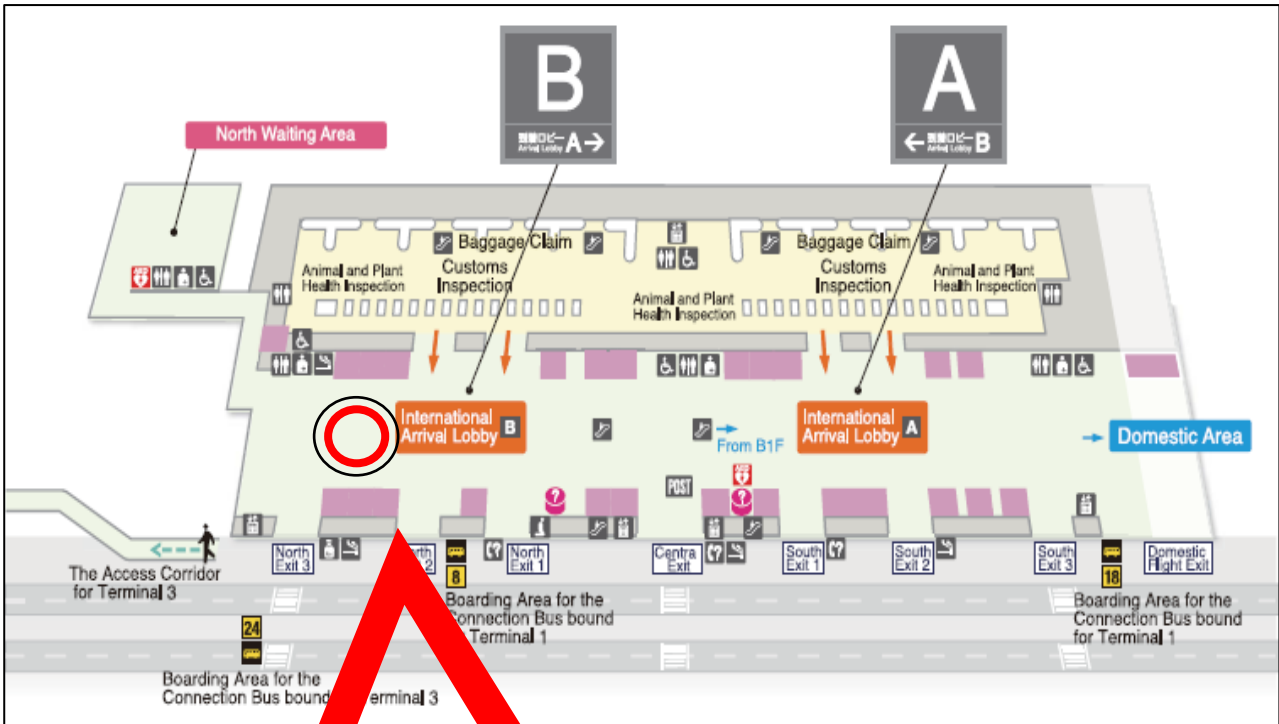 B
到着ロビー
Arrival Lobby A→
A
←到着ロビー
Arrival Lobby B
North Waiting Area
Baggage Claim
Baggage Claim
Animal and Plant
Health Inspection
Customs
Inspection
Animal and Plant
Health Inspection
Customs
Inspection
Animal and Plant
Health Inspection
International
Arrival Lobby B
From B1F
International
Arrival Lobby A
Domestic Area
AED
AED
POST
The Access Corridor
for Terminal 3
North
Exit 3
2
8
North
Exit 1
Exit
South
Exit 1
South
Exit 2
South
Exit 3
18
Domestic
Flight Exit
Boarding Area for the
Connection Bus bound
Terminal 1
Boarding Area for the
Connection Bus bound
for Terminal 1
24
Boarding Area for the
Connection Bus bound
erminal 3